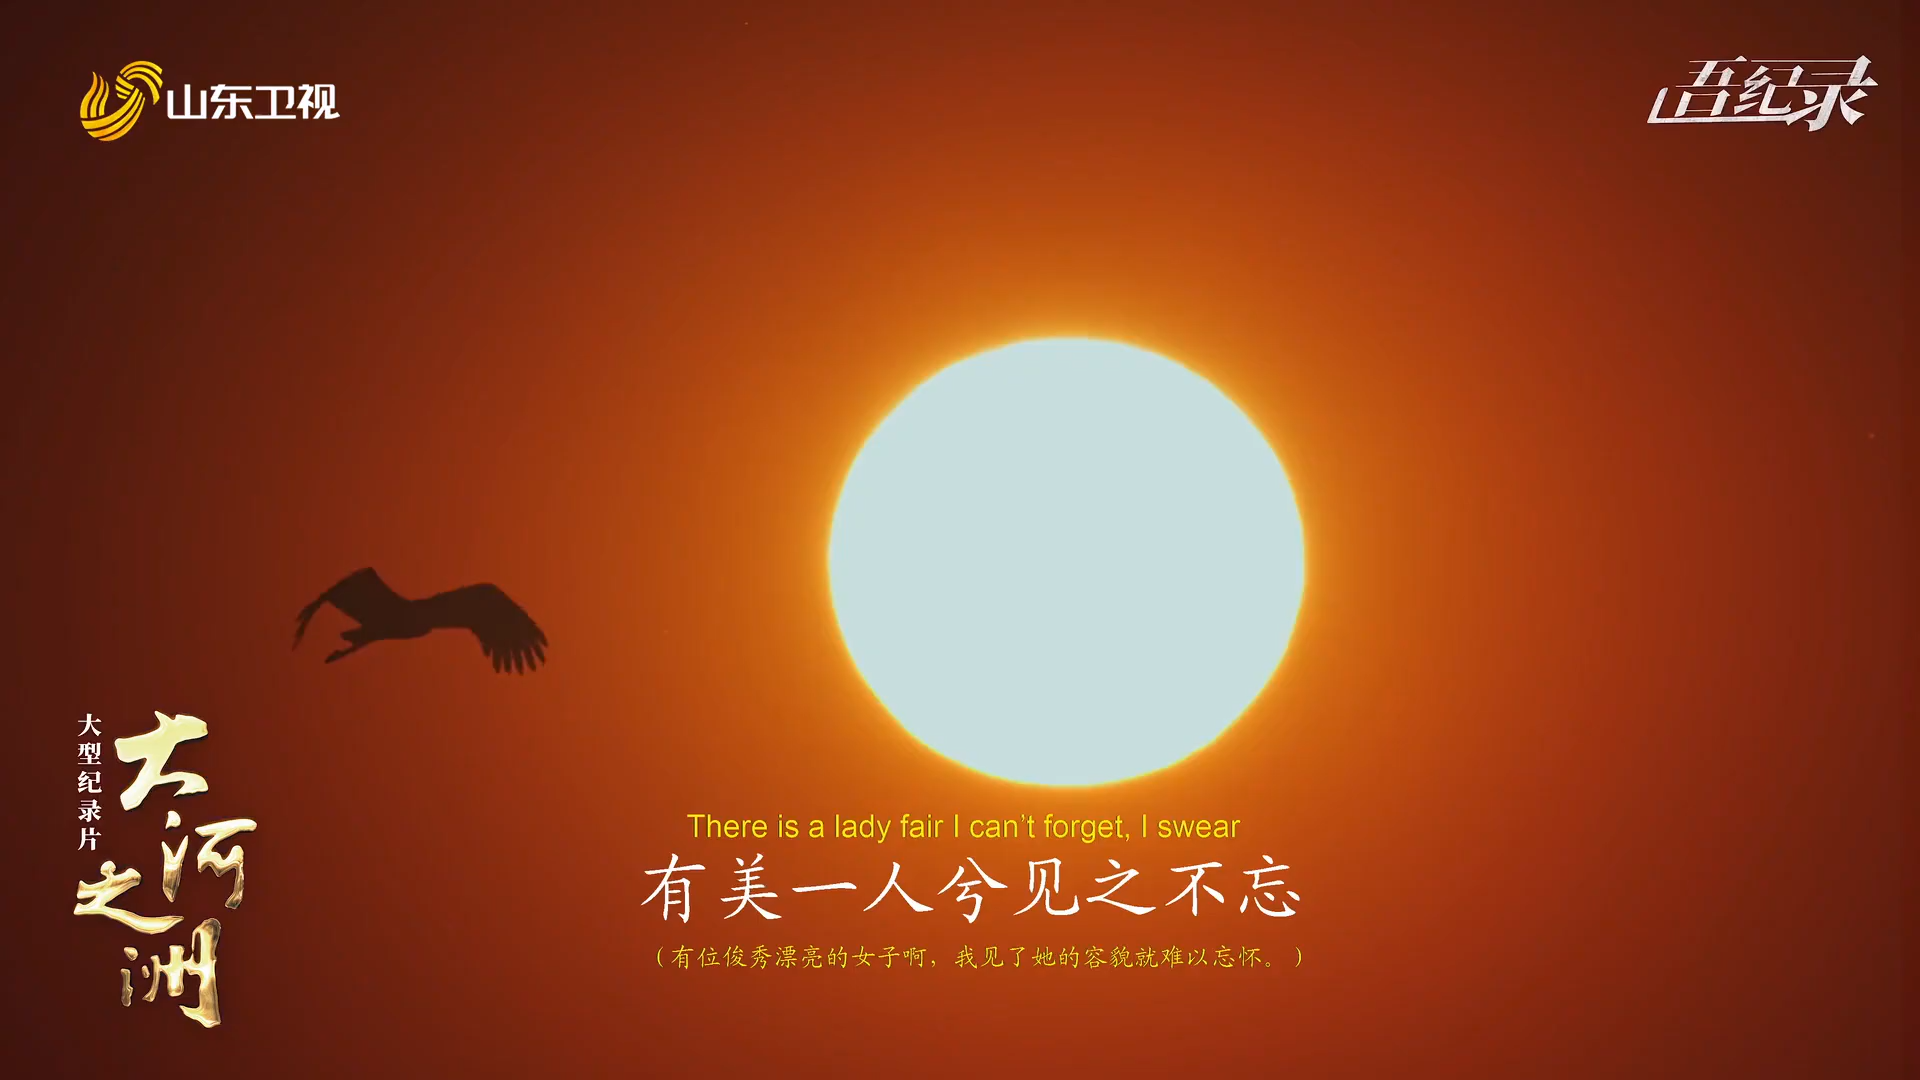 山东卫视
吾纪录
大型纪录片
大河之洲
There is a lady fair I can't forget, I swear
有美一人兮见之不忘
（有位俊秀漂亮的女子啊，我见了她的容貌就难以忘怀。）